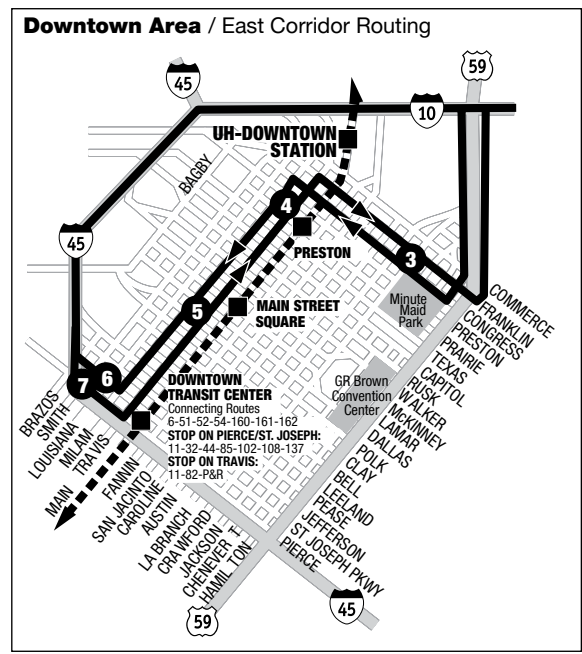 Downtown Area / East Corridor Routing
59
45
10
UH-DOWNTOWN
STATION
BAGBY
4
3
PRESTON
45
5
MAIN STREET
SQUARE
Minute
Maid
Park
COMMERCE
FRANKLIN
CONGRESS
PRESTON
PRAIRIE
TEXAS
CAPITOL
RUSK
WALKER
MCKINNEY
LAMAR
DALLAS
POLK
CLAY
BELL
LEELAND
PEASE
JEFFERSON
ST JOSEPH PKWY
PIERCE
GR Brown
Convention
Center
6
7
DOWNTOWN
TRANSIT CENTER
Connecting Routes
6-51-52-54-160-161-162
STOP ON PIERCE/ST. JOSEPH:
11-32-44-85-102-108-137
STOP ON TRAVIS:
11-82-P&R
BRAZOS
SMITH
LOUISIANA
MILAM
TRAVIS
MAIN
FANNIN
SAN JACINTO
CAROLINE
AUSTIN
LA BRANCH
CRAWFORD
JACKSON
CHENEVER T
HAMIL TON
59
45